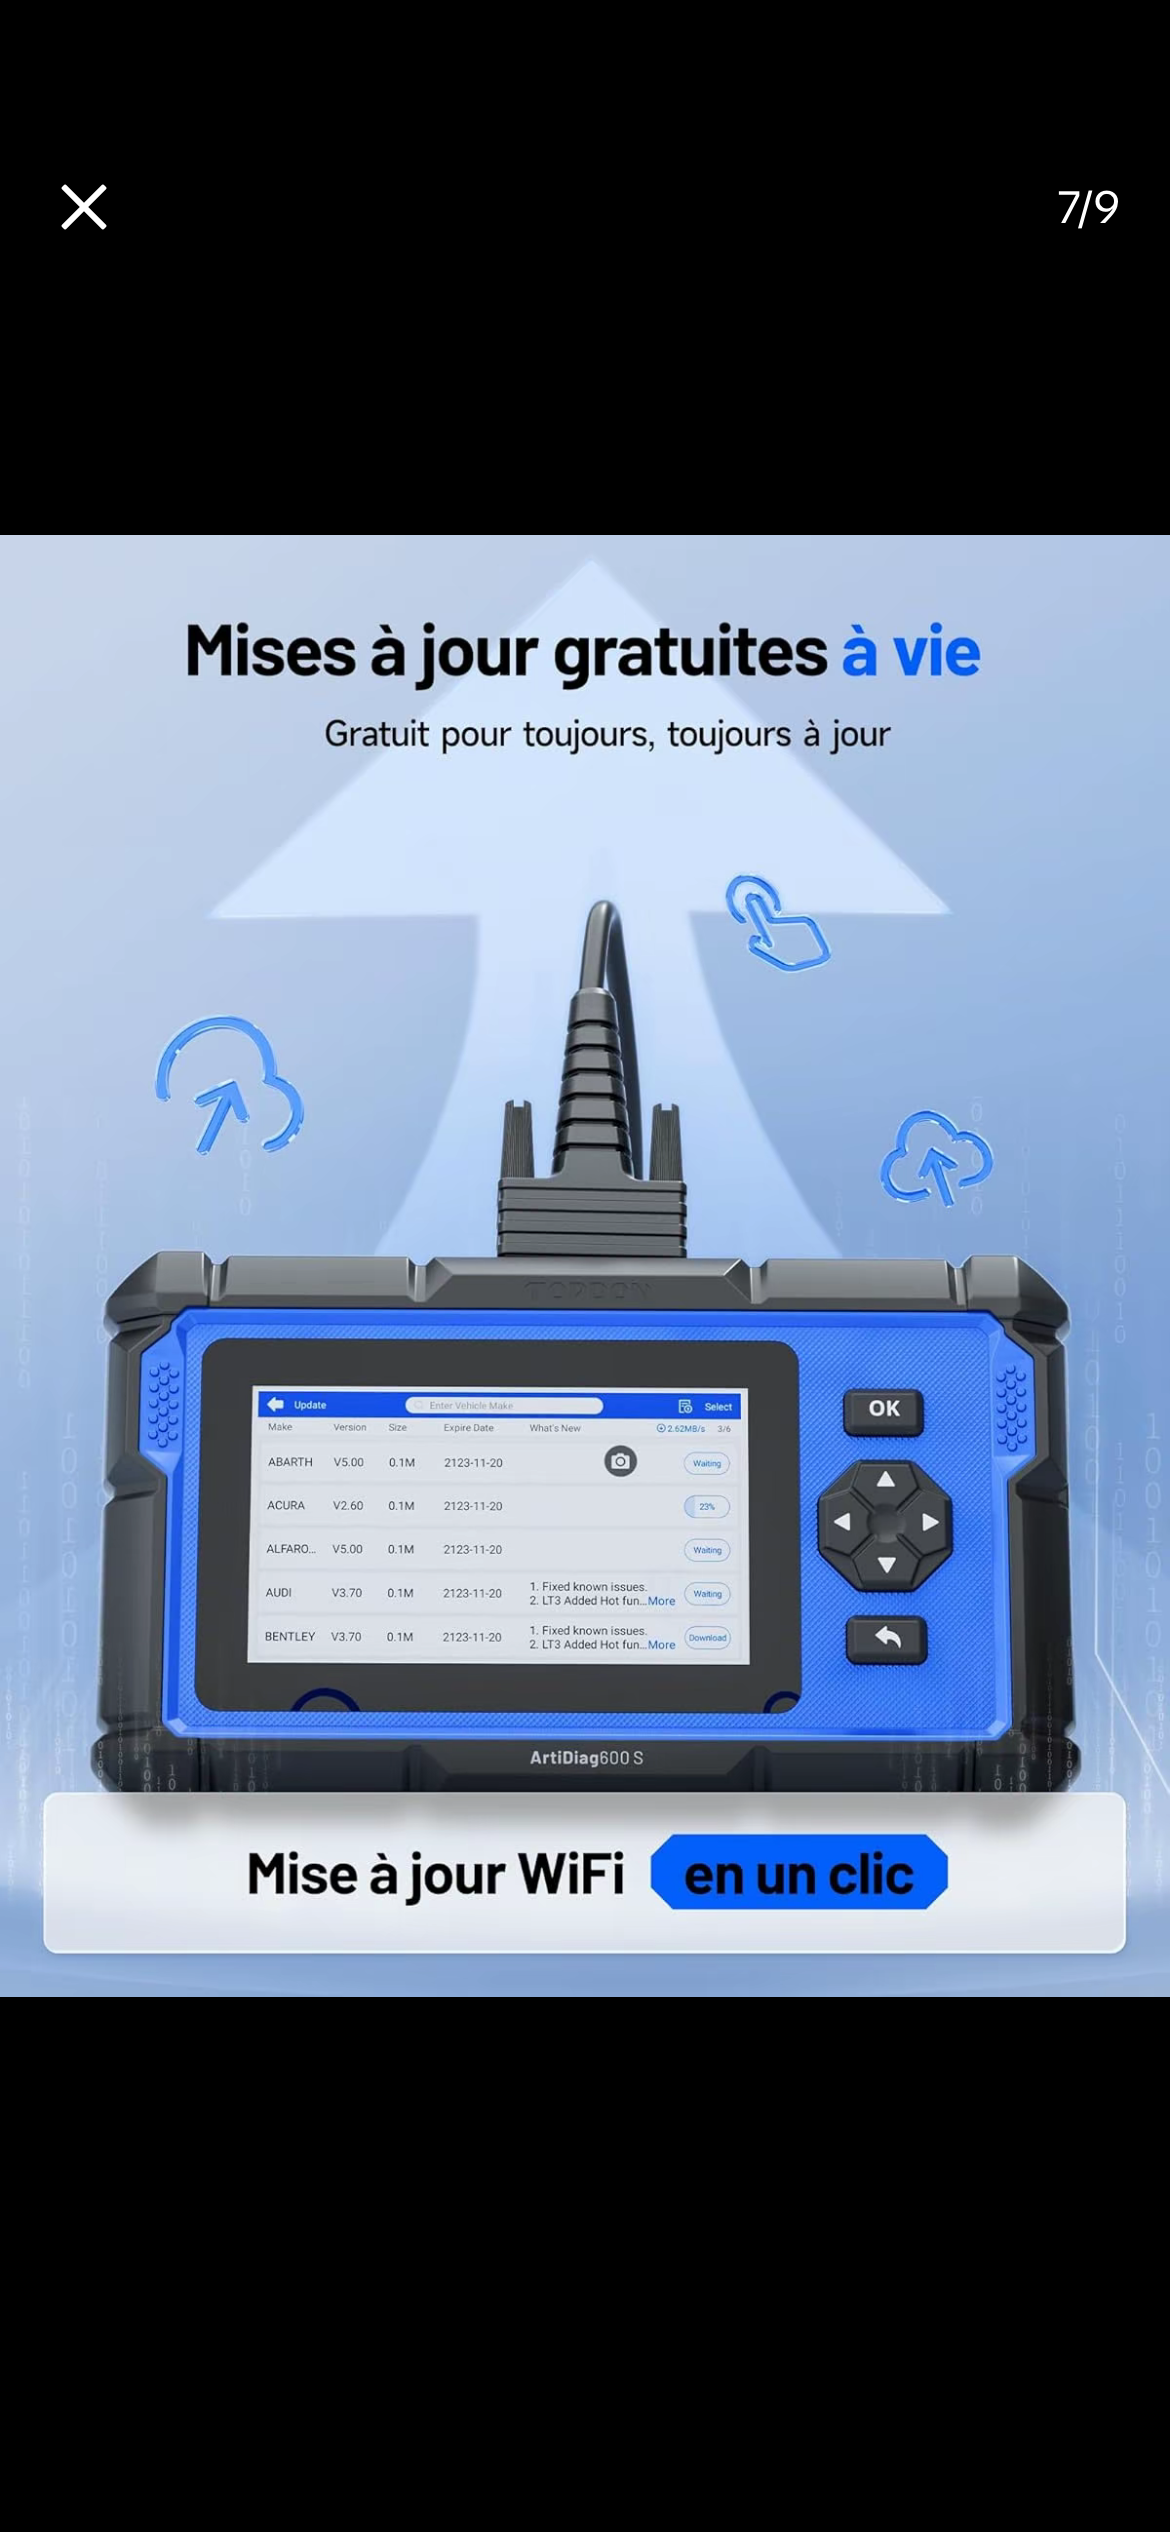 7/9
Mises à jour gratuites à vie
Gratuit pour toujours, toujours à jour
TOPDON
Update
Enter Vehicle Make
Select
Make Version Size Expire Date What's New 2.62MB/s 3/6
ABARTH V5.00 0.1M 2123-11-20 Waiting
ACURA V2.60 0.1M 2123-11-20 23%
ALFARO... V5.00 0.1M 2123-11-20 Waiting
AUDI V3.70 0.1M 2123-11-20 1. Fixed known issues.
2. LT3 Added Hot fun...More Waiting
BENTLEY V3.70 0.1M 2123-11-20 1. Fixed known issues.
2. LT3 Added Hot fun...More Download
OK
ArtiDiag600 S
Mise à jour WiFi en un clic